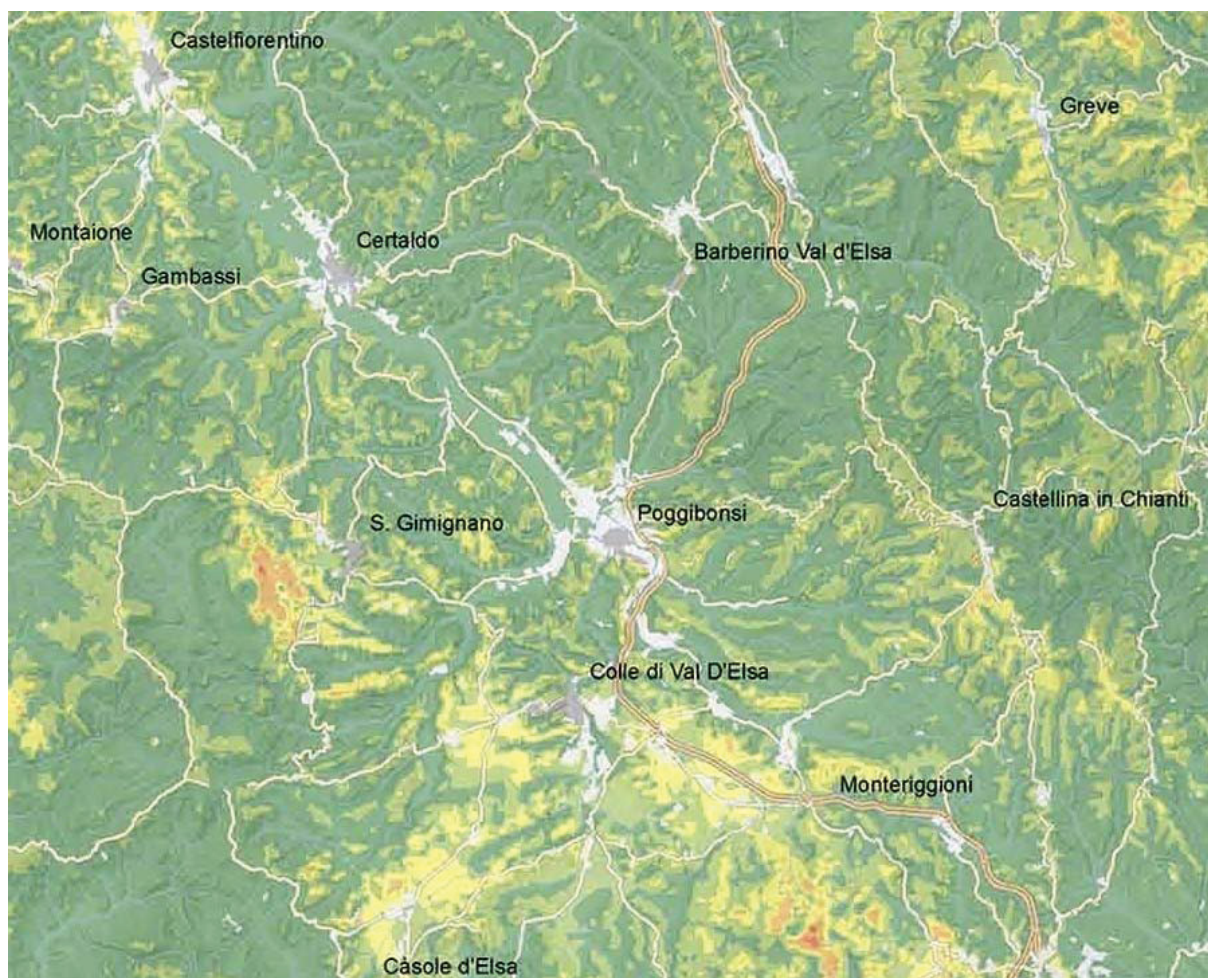 Castelfiorentino
Greve
Montaione
Certaldo
Barberino Val d'Elsa
Gambassi
Castellina in Chianti
S. Gimignano
Poggibonsi
Colle di Val D'Elsa
Monteriggioni
Càsole d'Elsa